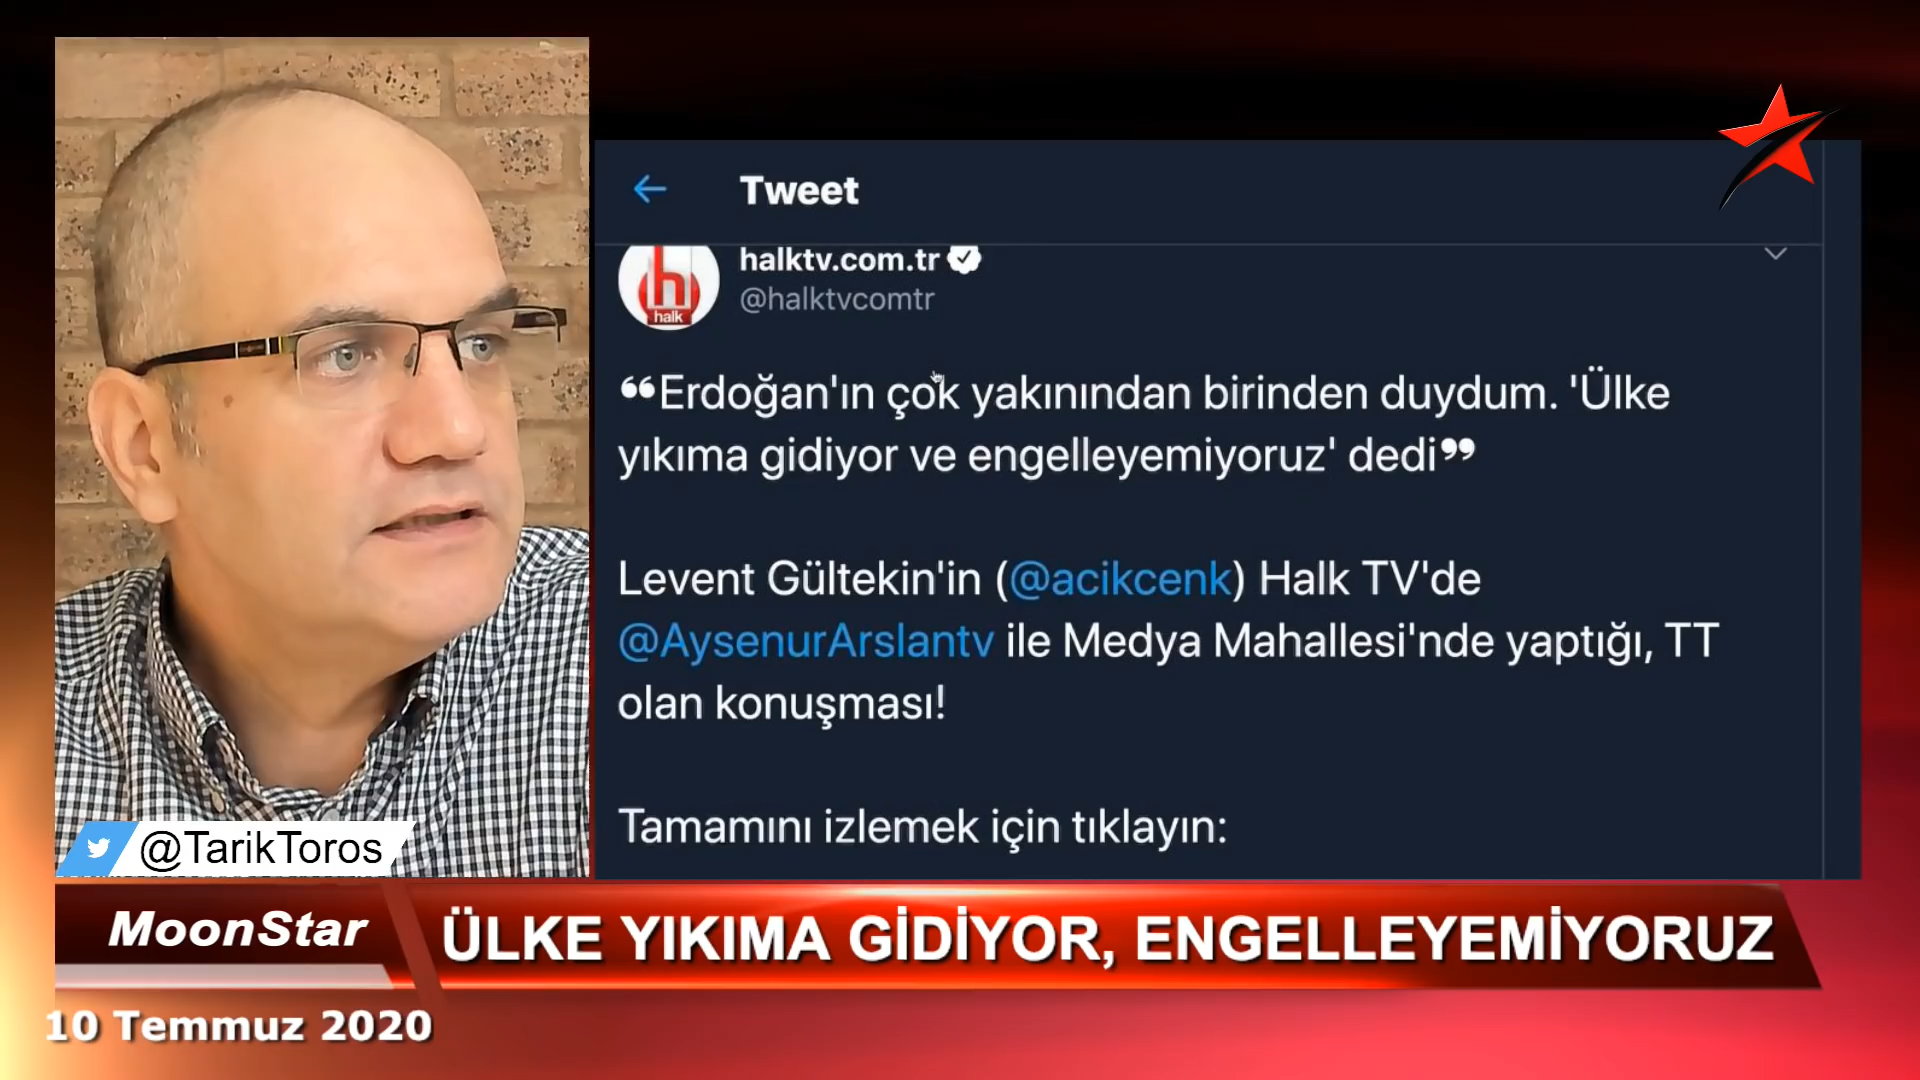 Tweet
halktv.com.tr
@halktvcomtr
halk
❝Erdoğan'ın çok yakınından birinden duydum. 'Ülke
yıkıma gidiyor ve engelleyemiyoruz' dedi❞
Levent Gültekin'in (@acikcenk) Halk TV'de
@AysenurArslantv ile Medya Mahallesi'nde yaptığı, TT
olan konuşması!
Tamamını izlemek için tıklayın:
@TarikToros
MoonStar
ÜLKE YIKIMA GİDİYOR, ENGELLEYEMİYORUZ
10 Temmuz 2020